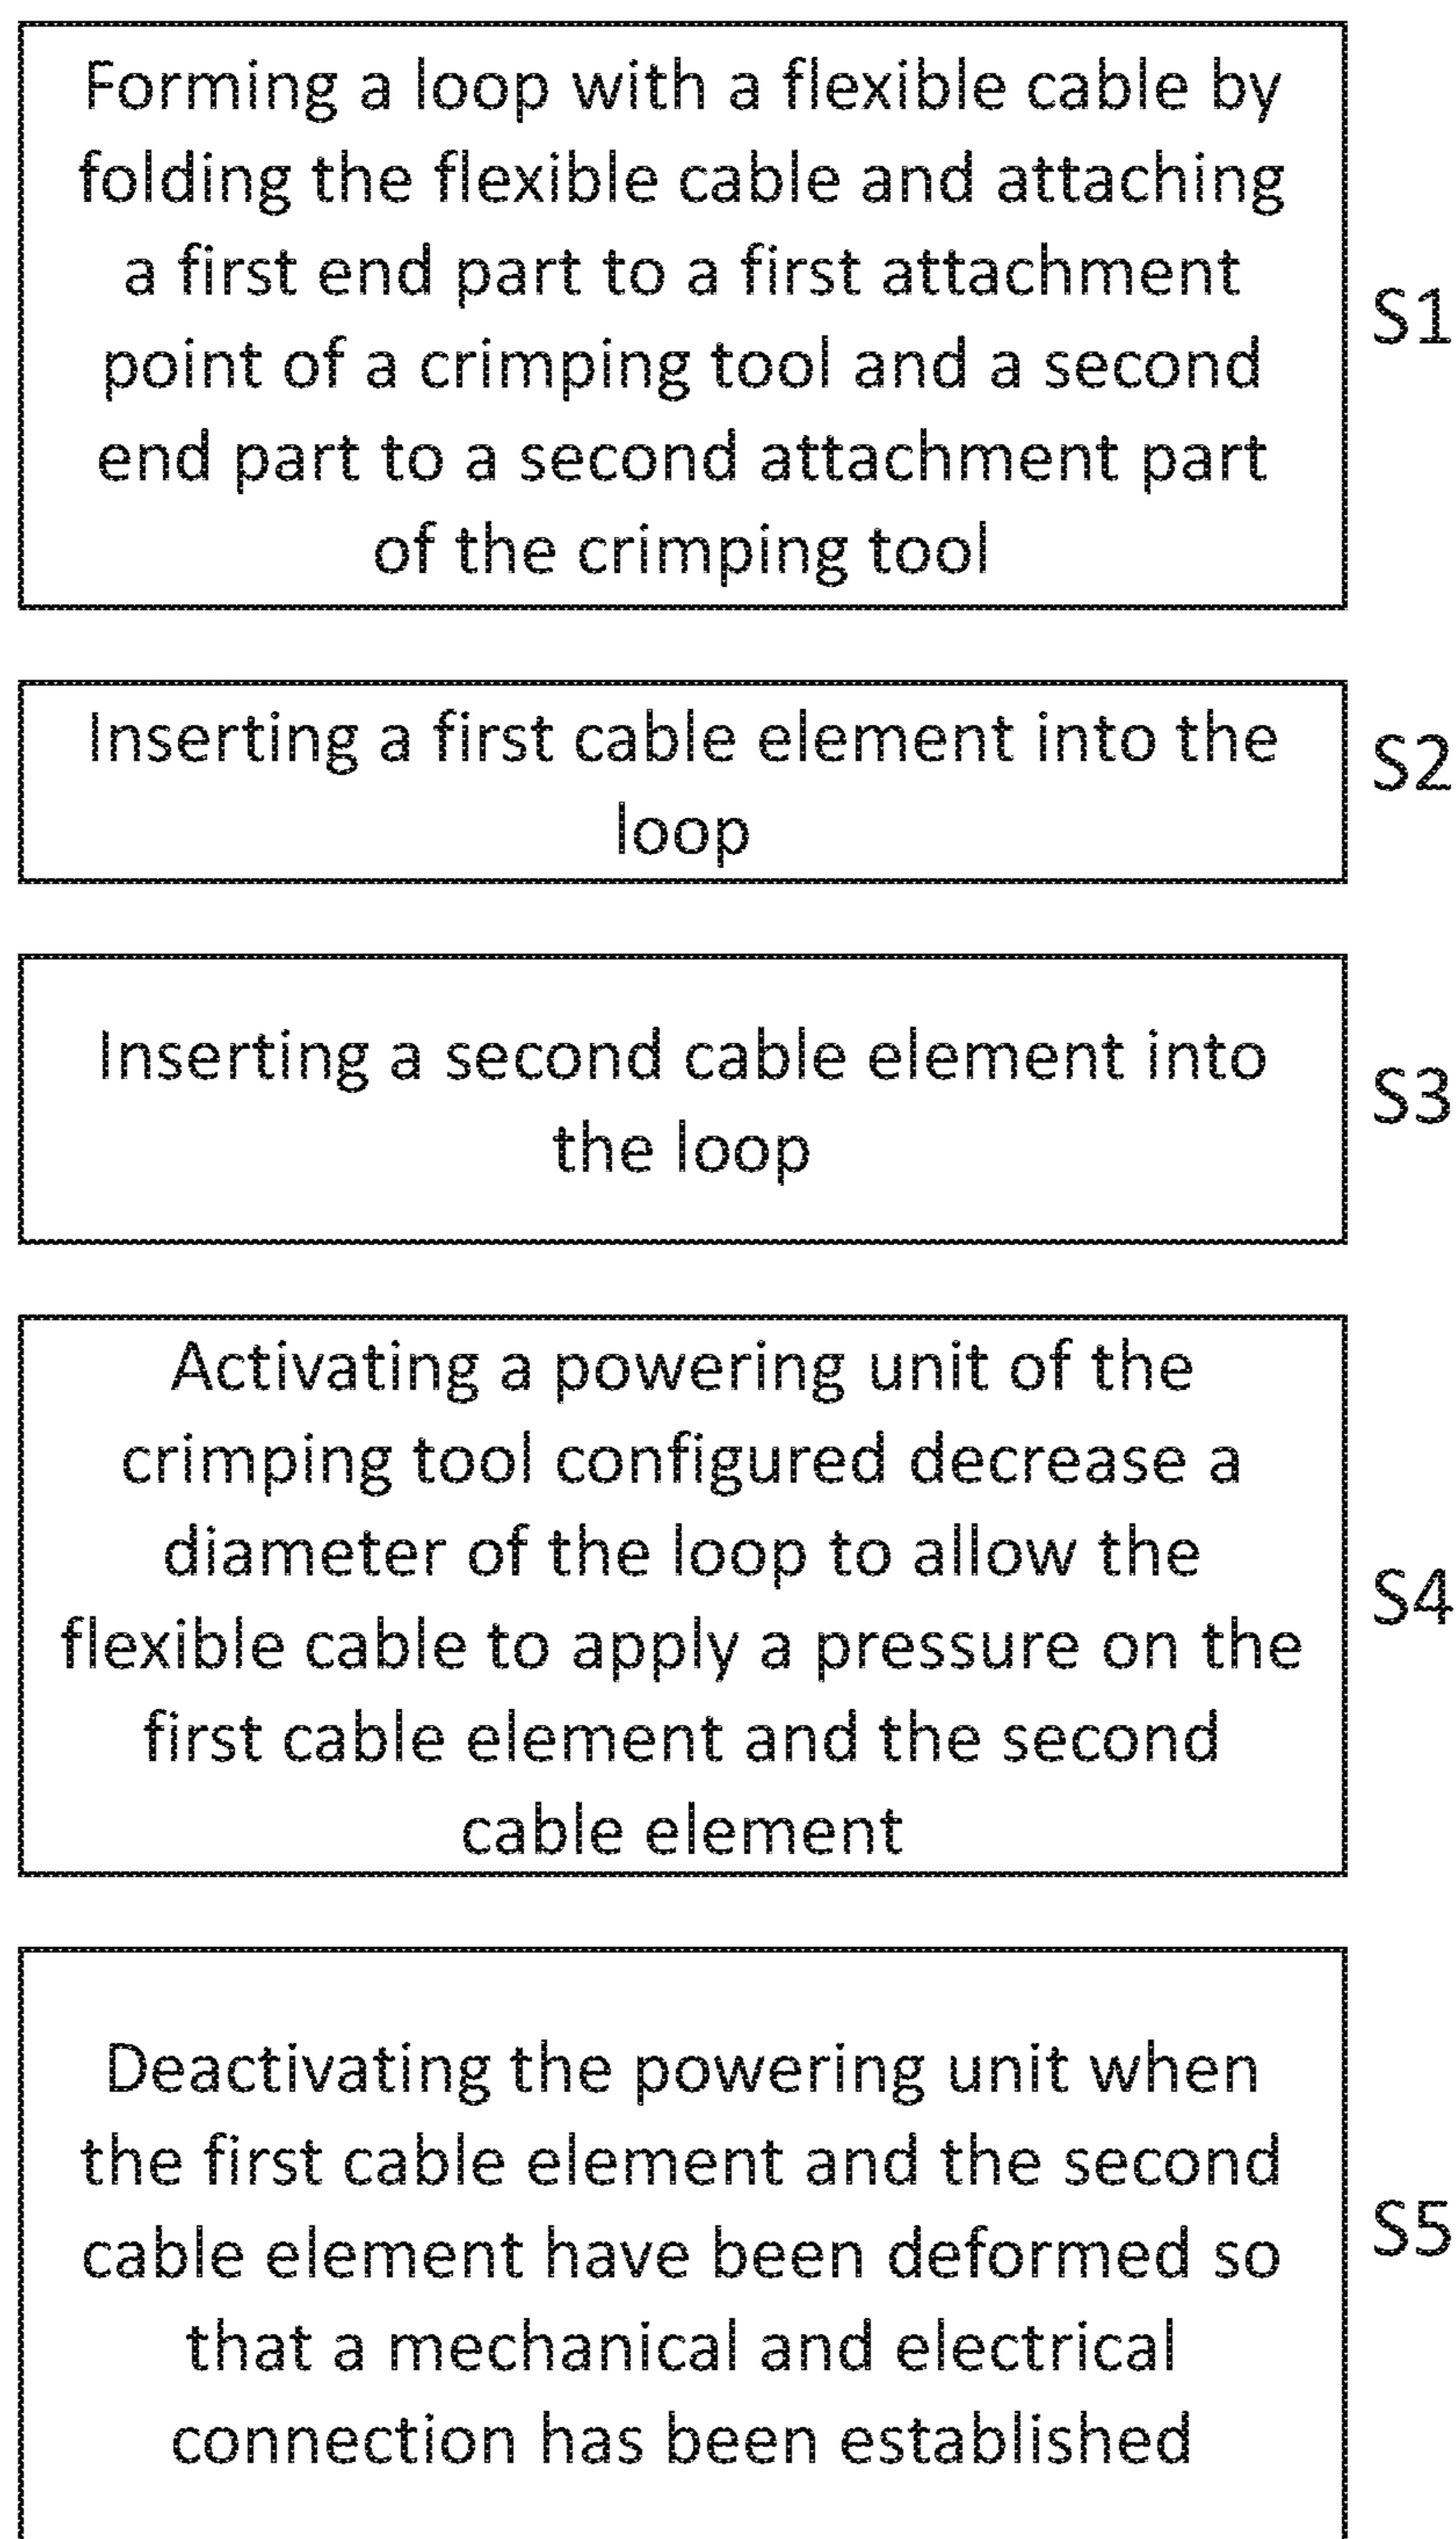 Forming a loop with a flexible cable by
folding the flexible cable and attaching
a first end part to a first attachment
point of a crimping tool and a second
end part to a second attachment part
of the crimping tool
S1
Inserting a first cable element into the
loop
S2
Inserting a second cable element into
the loop
S3
Activating a powering unit of the
crimping tool configured decrease a
diameter of the loop to allow the
flexible cable to apply a pressure on the
first cable element and the second
cable element
S4
Deactivating the powering unit when
the first cable element and the second
cable element have been deformed so
that a mechanical and electrical
connection has been established
S5